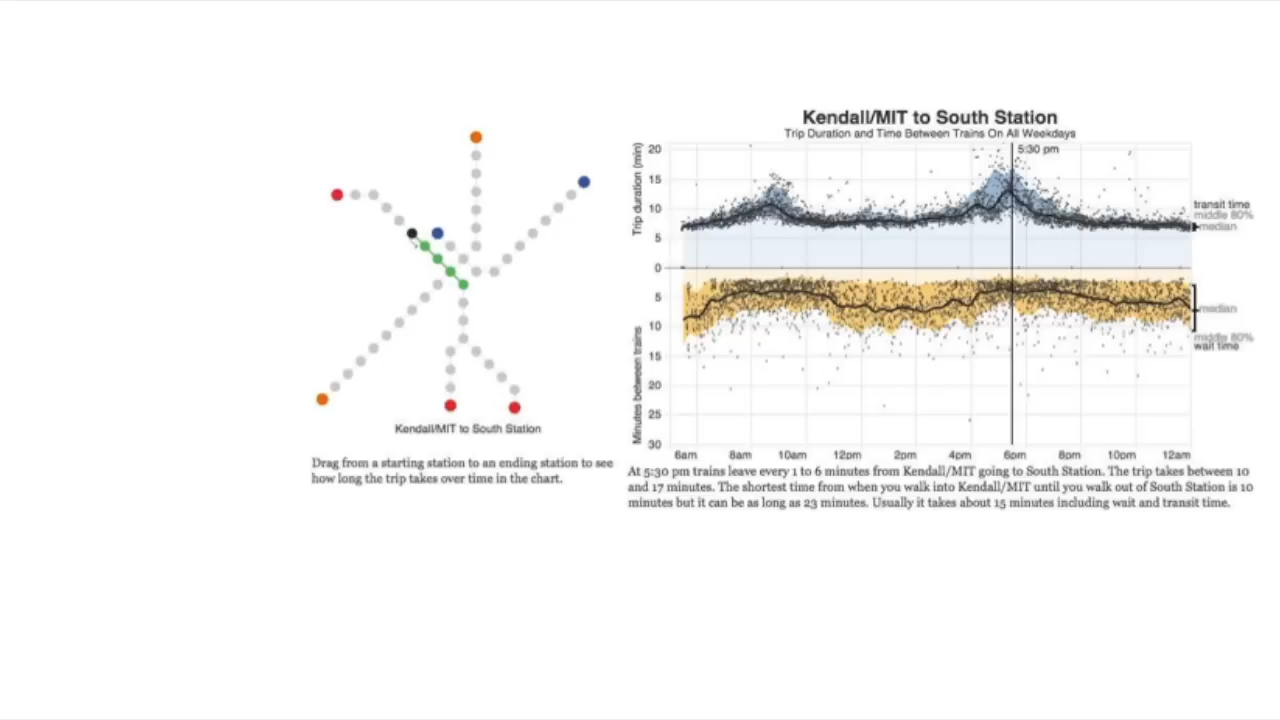 Kendall/MIT to South Station
Drag from a starting station to an ending station to see
how long the trip takes over time in the chart.
Kendall/MIT to South Station
Trip Duration and Time Between Trains On All Weekdays
5:30 pm
Trip duration (min)
20
15
10
5
0
5
10
15
20
25
30
Minutes between trains
transit time
middle 80%
median
median
middle 80%
wait time
6am 8am 10am 12pm 2pm 4pm 6pm 8pm 10pm 12am
At 5:30 pm trains leave every 1 to 6 minutes from Kendall/MIT going to South Station. The trip takes between 10
and 17 minutes. The shortest time from when you walk into Kendall/MIT until you walk out of South Station is 10
minutes but it can be as long as 23 minutes. Usually it takes about 15 minutes including wait and transit time.